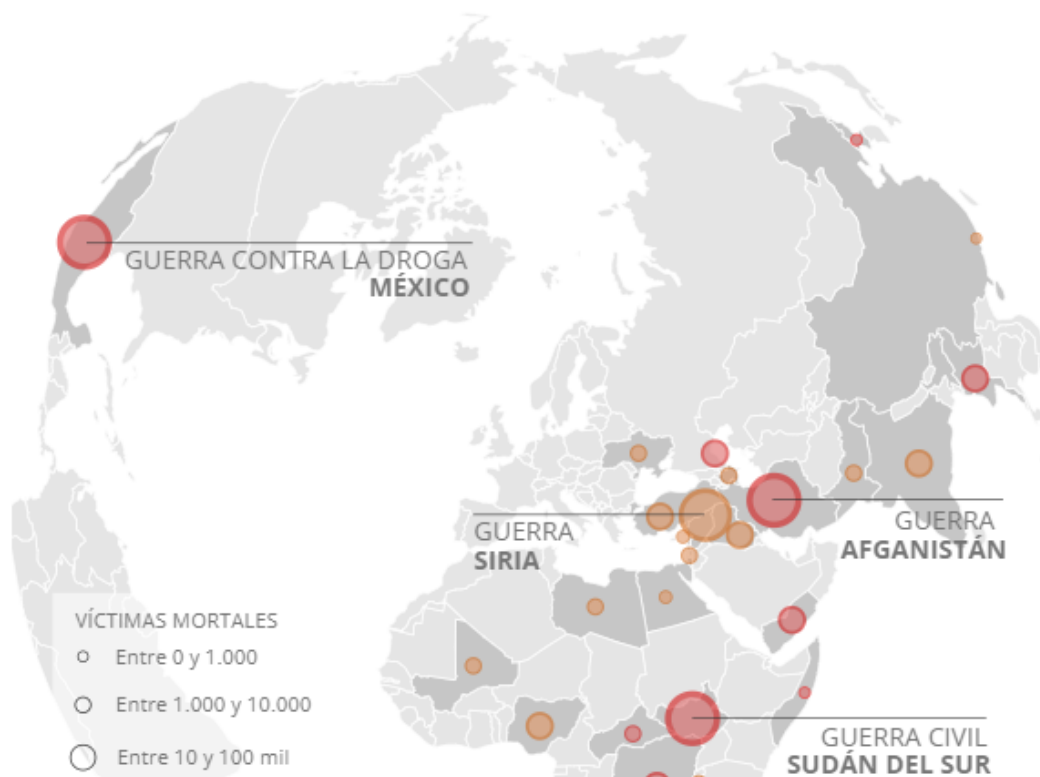 GUERRA CONTRA LA DROGA
MÉXICO
GUERRA
SIRIA
GUERRA
AFGANISTÁN
VÍCTIMAS MORTALES
Entre 0 y 1.000
Entre 1.000 y 10.000
Entre 10 y 100 mil
GUERRA CIVIL
SUDÁN DEL SUR